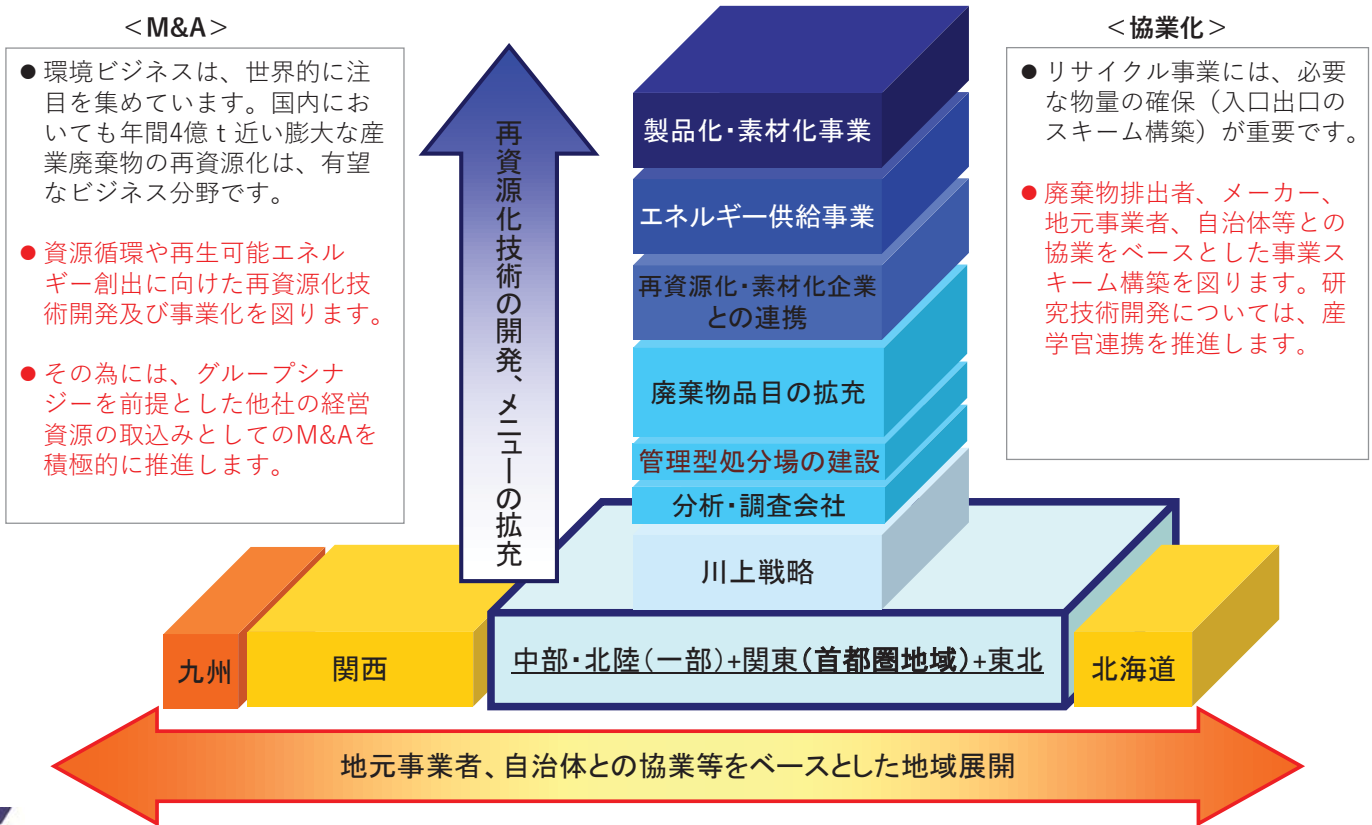 ＜M&A＞
● 環境ビジネスは、世界的に注
目を集めています。国内にお
いても年間4億ｔ近い膨大な産
業廃棄物の再資源化は、有望
なビジネス分野です。
● 資源循環や再生可能エネル
ギー創出に向けた再資源化技
術開発及び事業化を図ります。
● その為には、グループシナ
ジーを前提とした他社の経営
資源の取込みとしてのM&Aを
積極的に推進します。
再資源化技術の開発、メニューの拡充
製品化・素材化事業
エネルギー供給事業
再資源化・素材化企業
との連携
廃棄物品目の拡充
管理型処分場の建設
分析・調査会社
川上戦略
＜協業化＞
● リサイクル事業には、必要
な物量の確保（入口出口の
スキーム構築）が重要です。
● 廃棄物排出者、メーカー、
地元事業者、自治体等との
協業をベースとした事業ス
キーム構築を図ります。研
究技術開発については、産
学官連携を推進します。
九州
関西
中部・北陸(一部)+関東(首都圏地域)+東北
北海道
地元事業者、自治体との協業等をベースとした地域展開